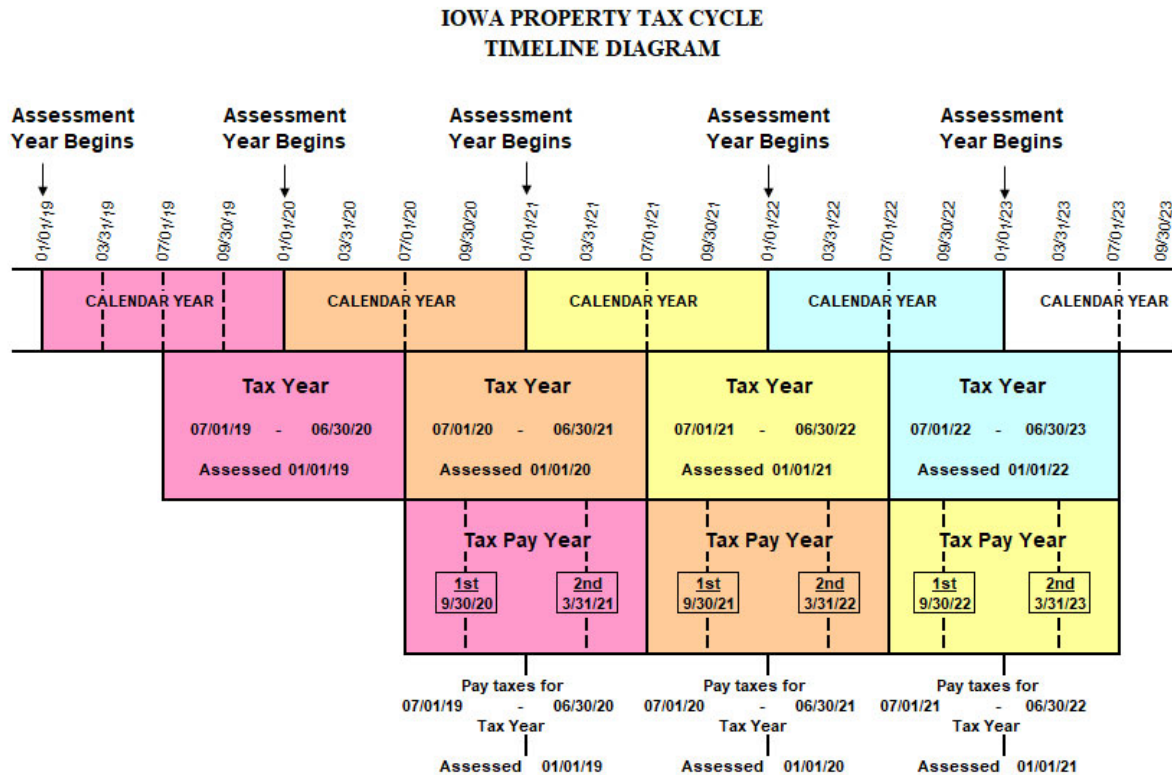 IOWA PROPERTY TAX CYCLE
TIMELINE DIAGRAM
Assessment Assessment Assessment Assessment Assessment
Year Begins Year Begins Year Begins Year Begins Year Begins
01/01/19 03/31/19 07/01/19 09/30/19 01/01/20 03/31/20 07/01/20 09/30/20 01/01/21 03/31/21 07/01/21 09/30/21 01/01/22 03/31/22 07/01/22 09/30/22 01/01/23 03/31/23 07/01/23 09/30/23
CALENDAR YEAR CALENDAR YEAR CALENDAR YEAR CALENDAR YEAR CALENDAR YEAR
Tax Year Tax Year Tax Year Tax Year
07/01/19 - 06/30/20 07/01/20 - 06/30/21 07/01/21 - 06/30/22 07/01/22 - 06/30/23
Assessed 01/01/19 Assessed 01/01/20 Assessed 01/01/21 Assessed 01/01/22
Tax Pay Year Tax Pay Year Tax Pay Year
1st 2nd 1st 2nd 1st 2nd
9/30/20 3/31/21 9/30/21 3/31/22 9/30/22 3/31/23
Pay taxes for Pay taxes for Pay taxes for
07/01/19 - 06/30/20 07/01/20 - 06/30/21 07/01/21 - 06/30/22
Tax Year Tax Year Tax Year
Assessed 01/01/19 Assessed 01/01/20 Assessed 01/01/21